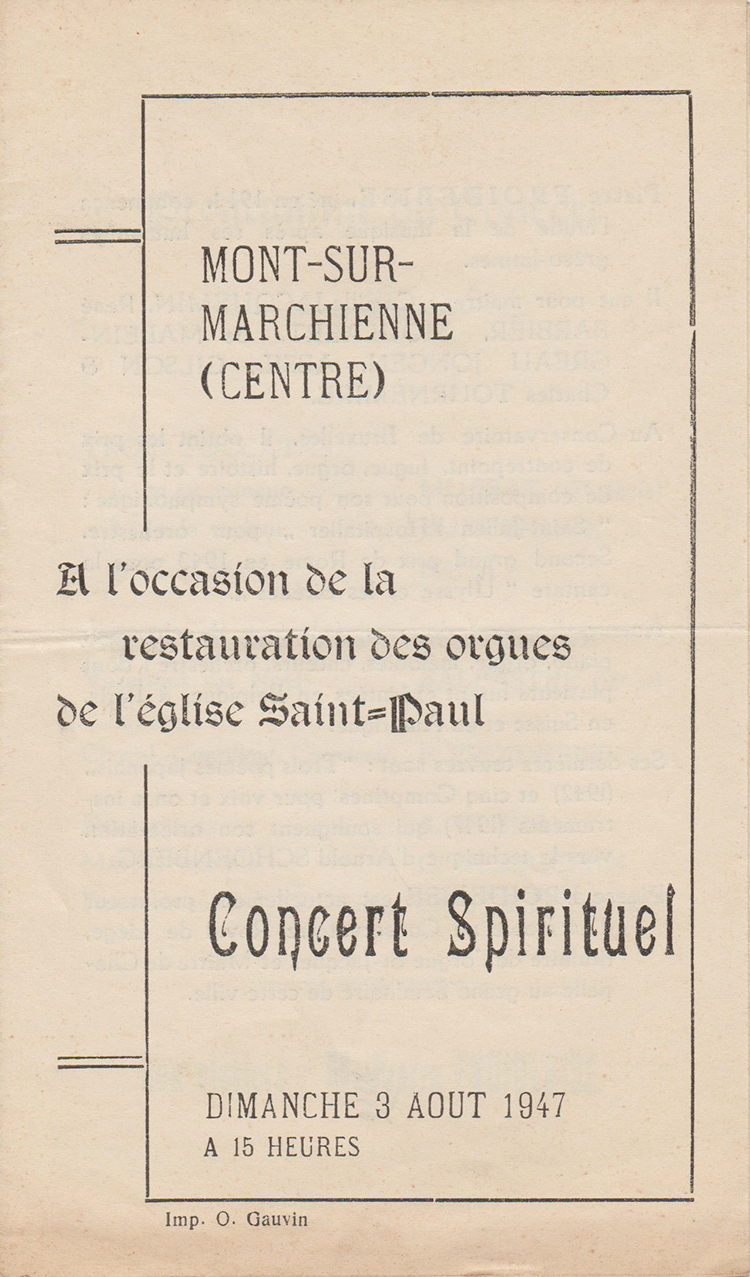 MONT-SUR-
MARCHIENNE
(CENTRE)
A l'occasion de la
restauration des orgues
de l'église Saint=Paul
Concert Spirituel
DIMANCHE 3 AOUT 1947
A 15 HEURES
Imp. O. Gauvin